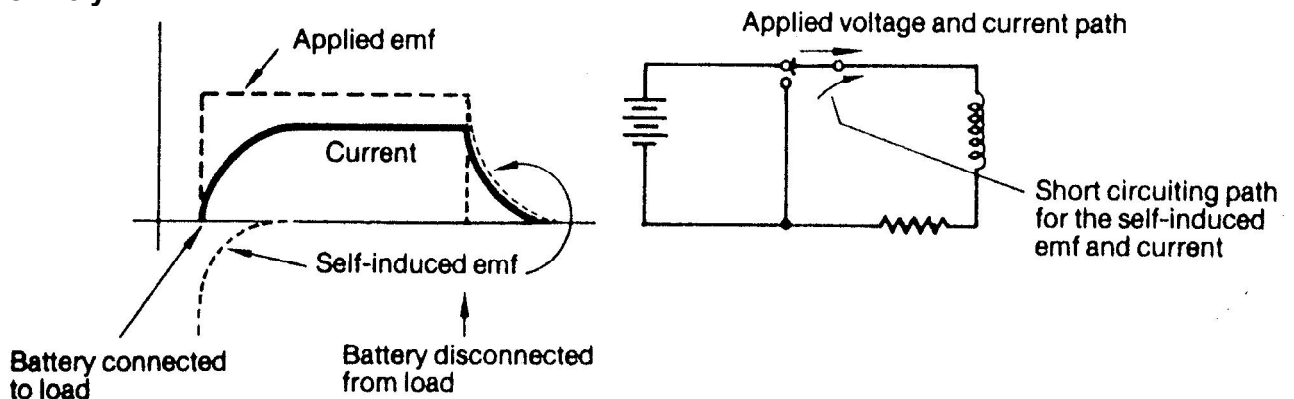 Applied emf
Current
Self-induced emf
Battery connected
to load
Battery disconnected
from load
Applied voltage and current path
Short circuiting path
for the self-induced
emf and current